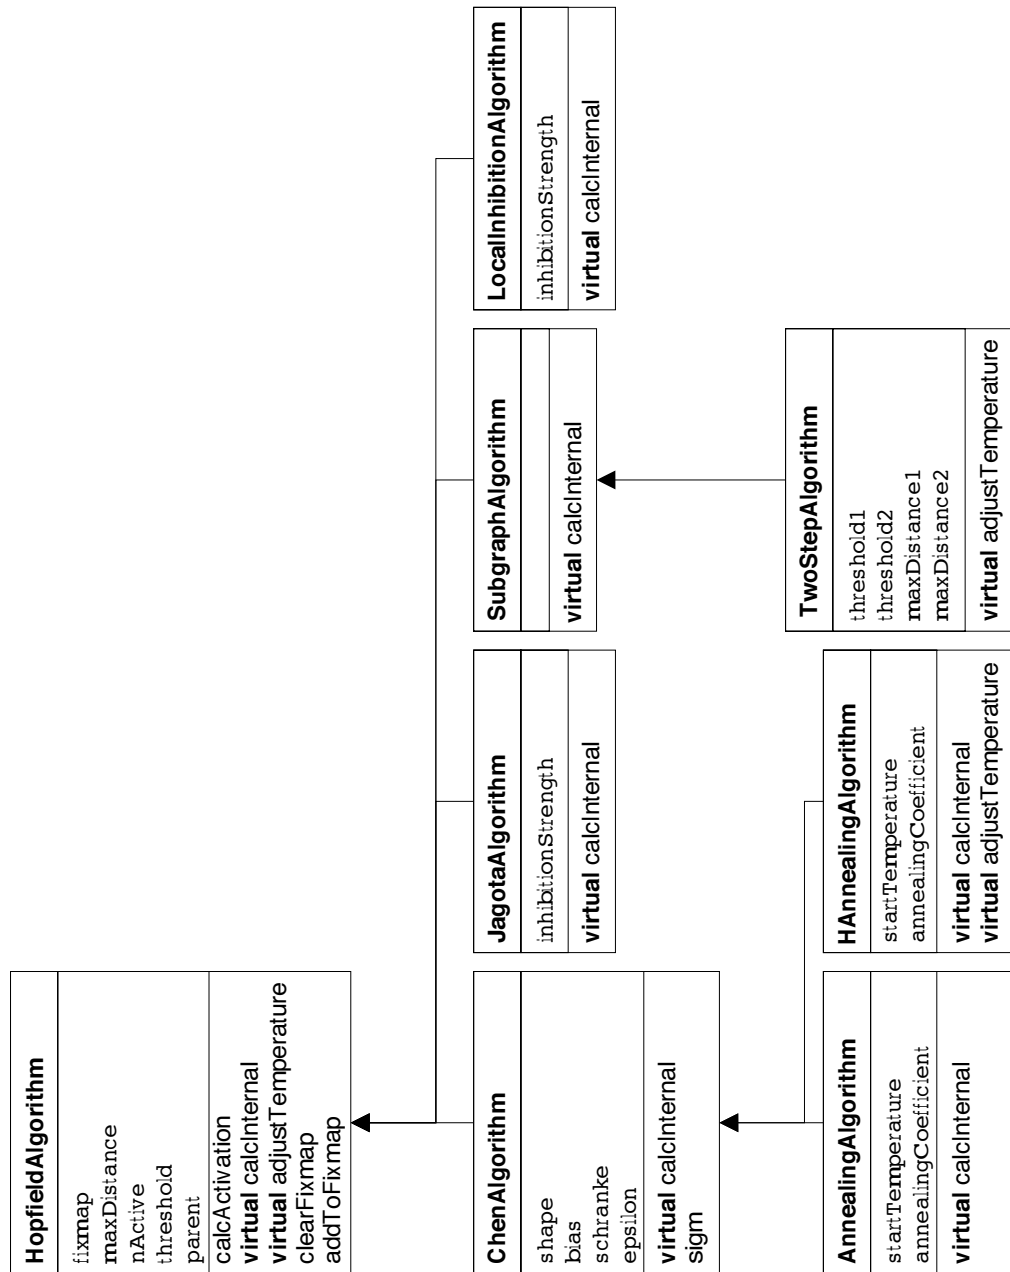 HopfieldAlgorithm
fixmap
maxDistance
nActive
threshold
parent
calcActivation
virtual calcInternal
virtual adjustTemperature
clearFixmap
addToFixmap
ChenAlgorithm
shape
bias
schranke
epsilon
virtual calcInternal
sigm
JagotaAlgorithm
inhibitionStrength
virtual calcInternal
SubgraphAlgorithm
virtual calcInternal
LocalInhibitionAlgorithm
inhibitionStrength
virtual calcInternal
AnnealingAlgorithm
startTemperature
annealingCoefficient
virtual calcInternal
HAnnealingAlgorithm
startTemperature
annealingCoefficient
virtual calcInternal
virtual adjustTemperature
TwoStepAlgorithm
threshold1
threshold2
maxDistance1
maxDistance2
virtual adjustTemperature